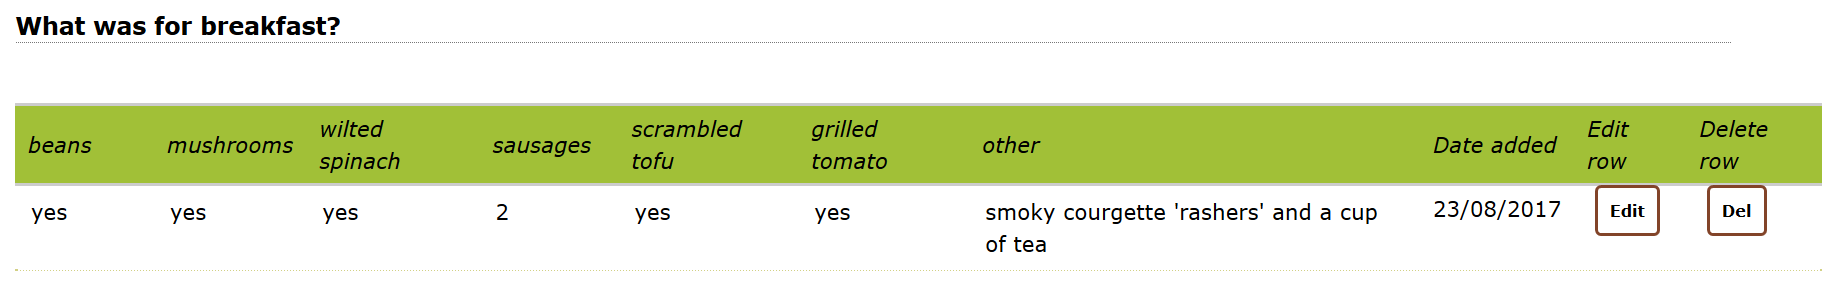 What was for breakfast?
beans mushrooms wilted spinach sausages scrambled tofu grilled tomato other Date added Edit row Delete row
yes yes yes 2 yes yes smoky courgette 'rashers' and a cup of tea 23/08/2017 Edit Del